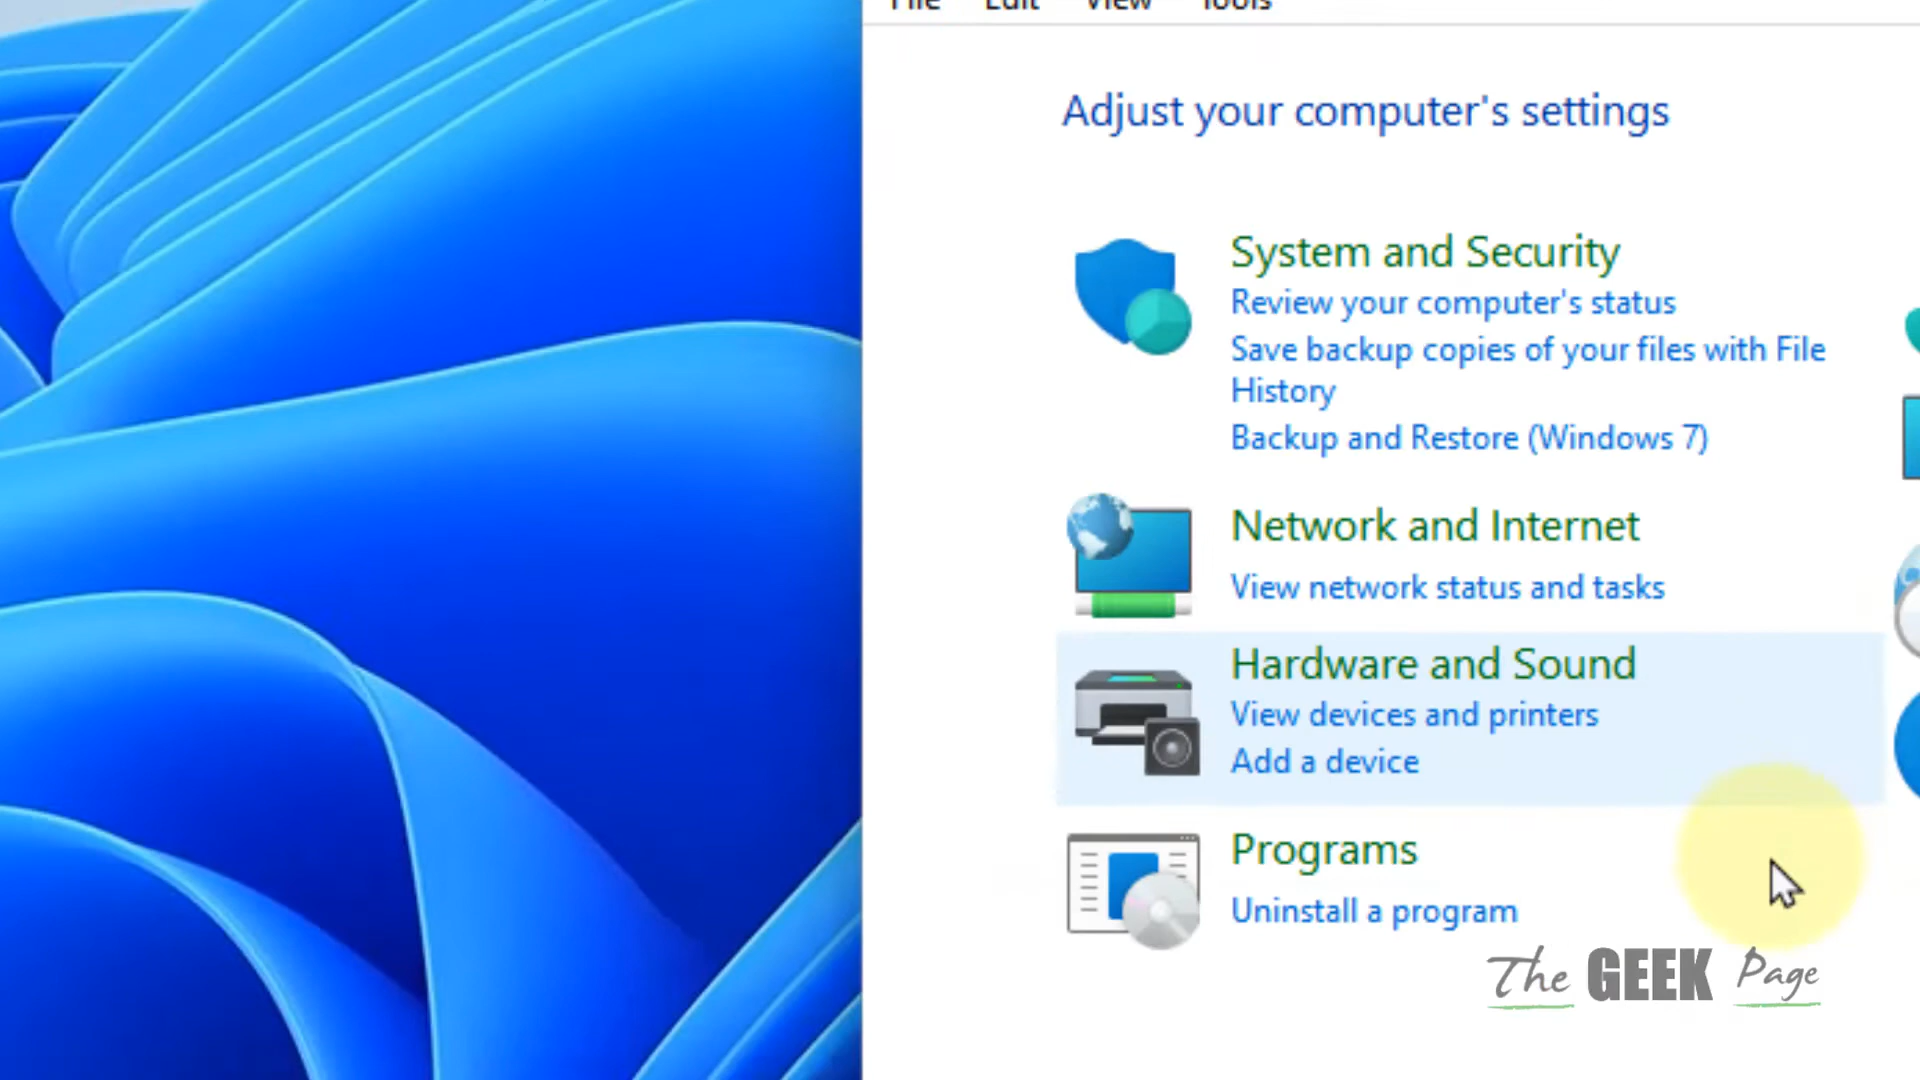 File Edit View Tools
Adjust your computer's settings
System and Security
Review your computer's status
Save backup copies of your files with File
History
Backup and Restore (Windows 7)
Network and Internet
View network status and tasks
Hardware and Sound
View devices and printers
Add a device
Programs
Uninstall a program
The GEEK Page